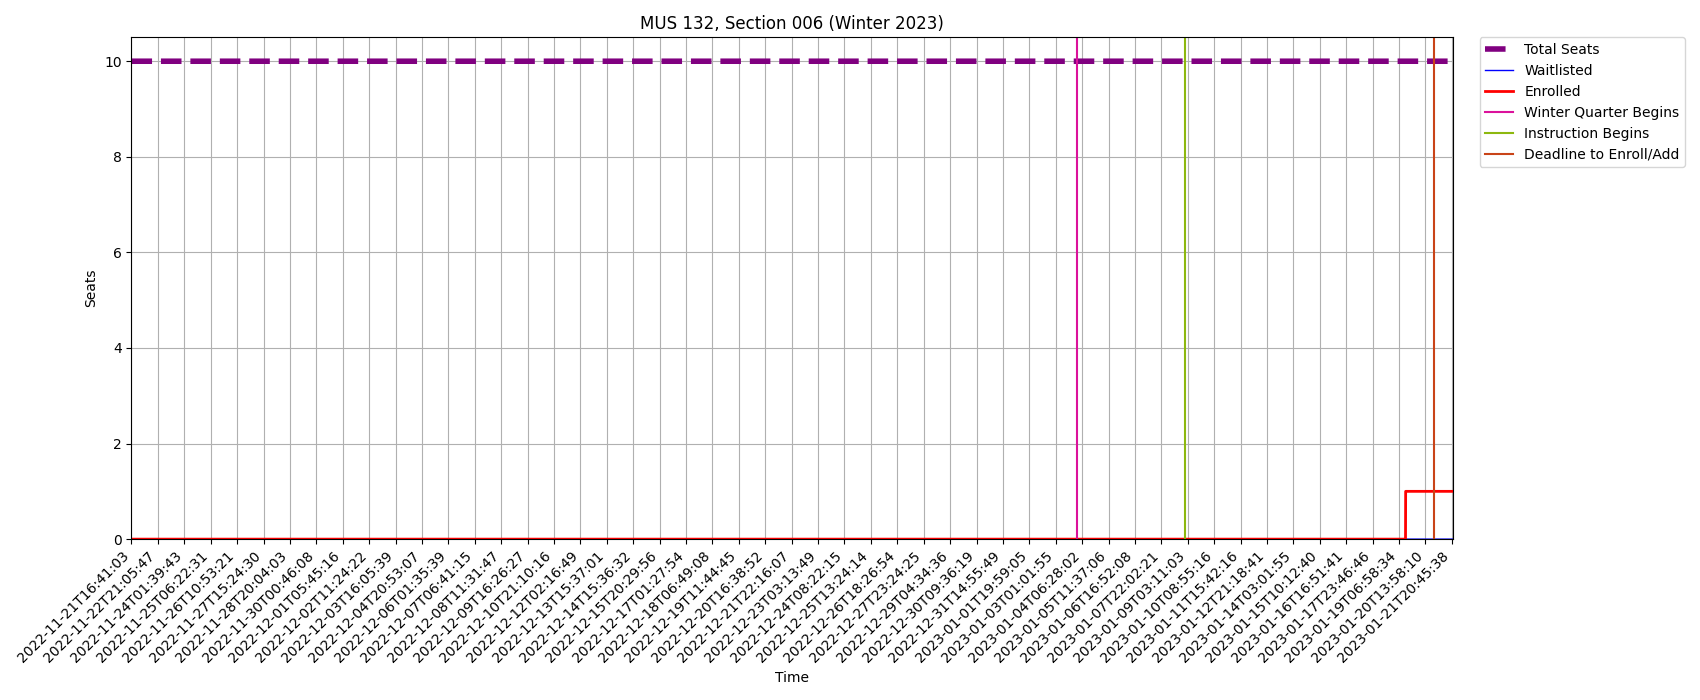 MUS 132, Section 006 (Winter 2023)
Total Seats
Waitlisted
Enrolled
Winter Quarter Begins
Instruction Begins
Deadline to Enroll/Add
Seats
10
8
6
4
2
0
2022-11-21T16:41:03
2022-11-22T21:05:47
2022-11-24T01:39:43
2022-11-25T06:22:31
2022-11-26T10:53:21
2022-11-27T15:24:30
2022-11-28T20:04:03
2022-11-30T00:46:08
2022-12-01T05:45:16
2022-12-02T11:24:22
2022-12-03T16:05:39
2022-12-04T20:53:07
2022-12-06T01:35:39
2022-12-07T06:41:15
2022-12-08T11:31:47
2022-12-09T16:26:27
2022-12-10T21:10:16
2022-12-12T02:16:49
2022-12-13T15:37:01
2022-12-14T15:36:32
2022-12-15T20:29:56
2022-12-17T01:27:54
2022-12-18T06:49:08
2022-12-19T11:44:45
2022-12-20T16:38:52
2022-12-21T22:16:07
2022-12-23T03:13:49
2022-12-24T08:22:15
2022-12-25T13:24:14
2022-12-26T18:26:54
2022-12-27T23:24:25
2022-12-29T04:34:36
2022-12-30T09:36:19
2022-12-31T14:55:49
2023-01-01T19:59:05
2023-01-03T01:01:55
2023-01-04T06:28:02
2023-01-05T11:37:06
2023-01-06T16:52:08
2023-01-07T22:02:21
2023-01-09T03:11:03
2023-01-10T08:55:16
2023-01-11T15:42:16
2023-01-12T21:18:41
2023-01-14T03:01:55
2023-01-15T10:12:40
2023-01-16T16:51:41
2023-01-17T23:46:46
2023-01-19T06:58:34
2023-01-20T13:58:10
2023-01-21T20:45:38
Time